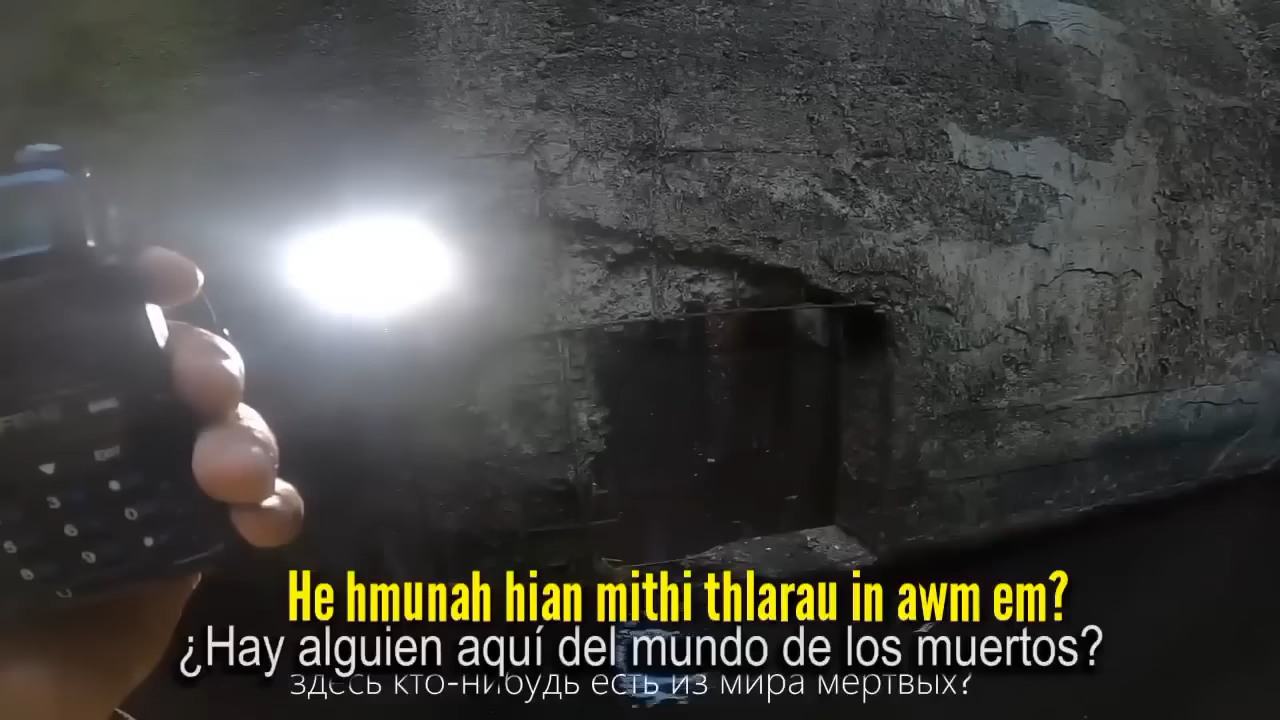 He hmunah hian mithi thlarau in awm em?
¿Hay alguien aquí del mundo de los muertos?
здесь кто-нибудь есть из мира мертвых?